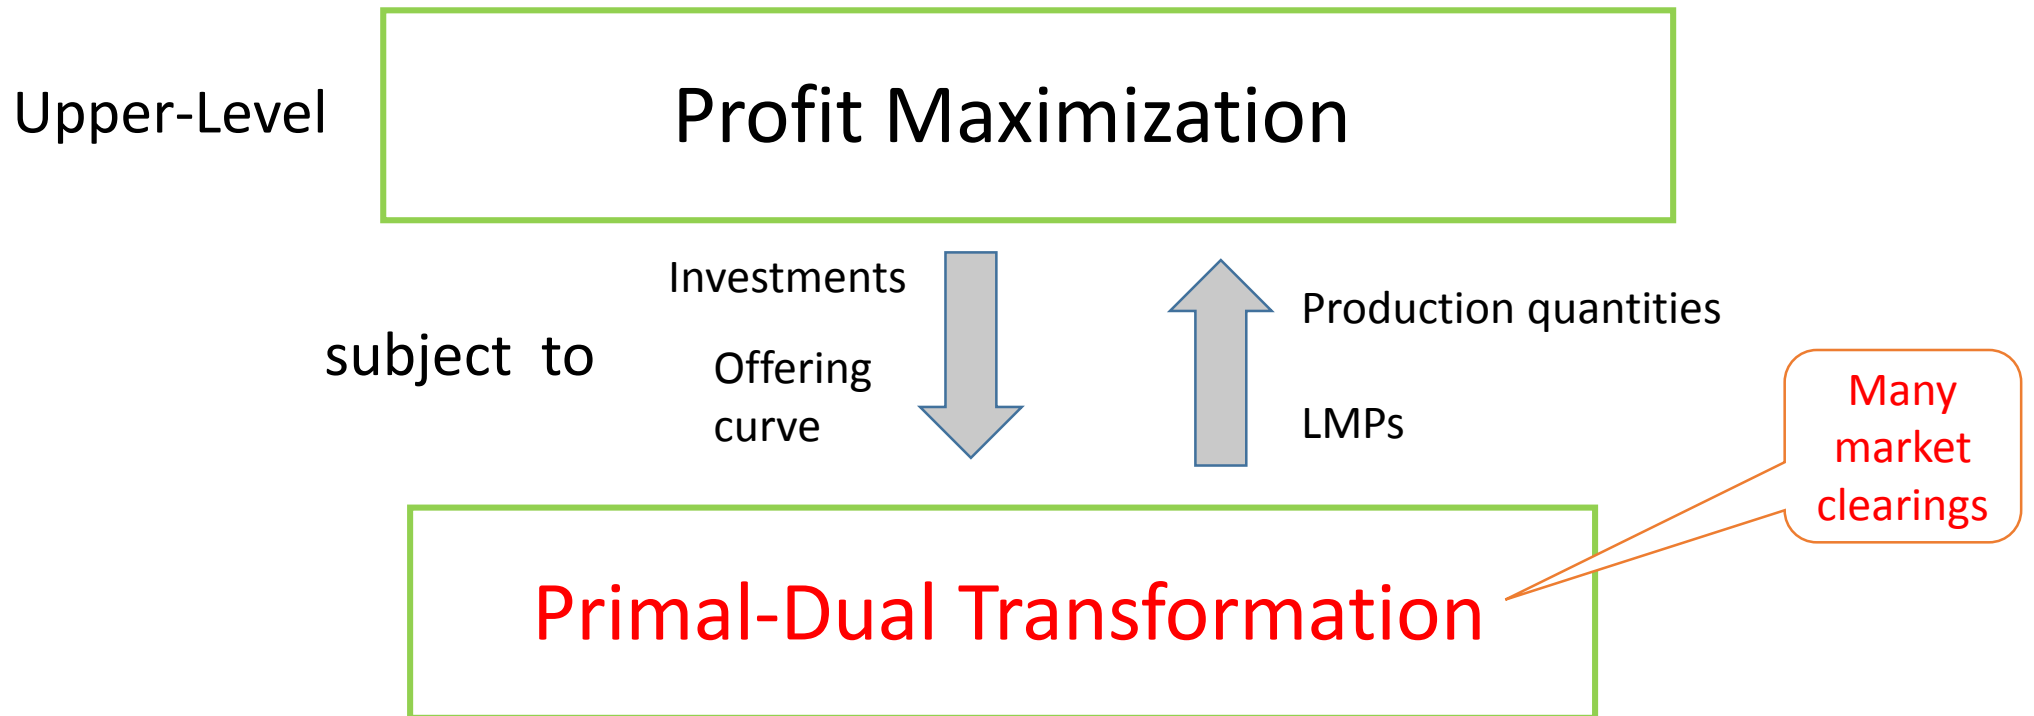 Upper-Level
Profit Maximization
subject to
Investments
Offering
curve
Production quantities
LMPs
Many
market
clearings
Primal-Dual Transformation